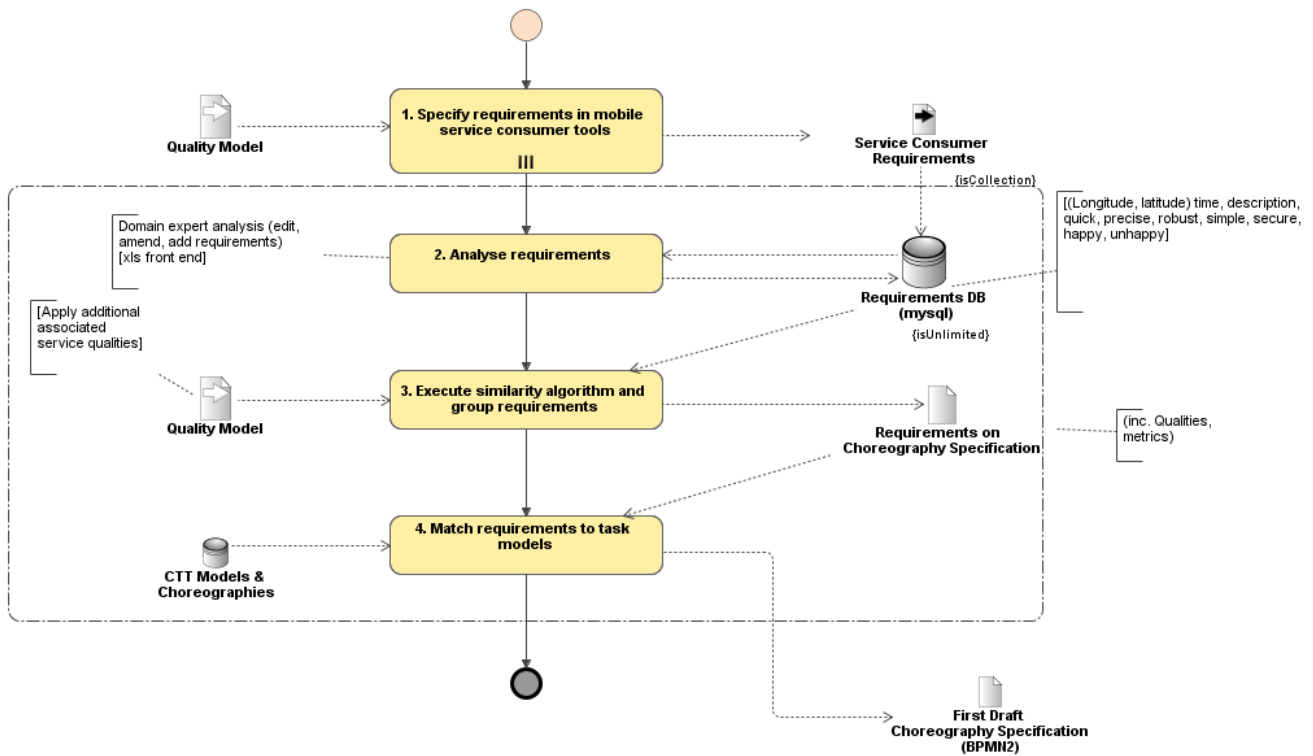 1. Specify requirements in mobile
service consumer tools
Quality Model
Service Consumer
Requirements
{isCollection}
[(Longitude, latitude) time, description,
quick, precise, robust, simple, secure,
happy, unhappy]
Domain expert analysis (edit,
amend, add requirements)
[xls front end]
2. Analyse requirements
Requirements DB
(mysql)
{isUnlimited}
[Apply additional
associated
service qualities]
3. Execute similarity algorithm and
group requirements
Quality Model
Requirements on
Choreography Specification
(inc. Qualities,
metrics)
4. Match requirements to task
models
CTT Models &
Choreographies
First Draft
Choreography Specification
(BPMN2)